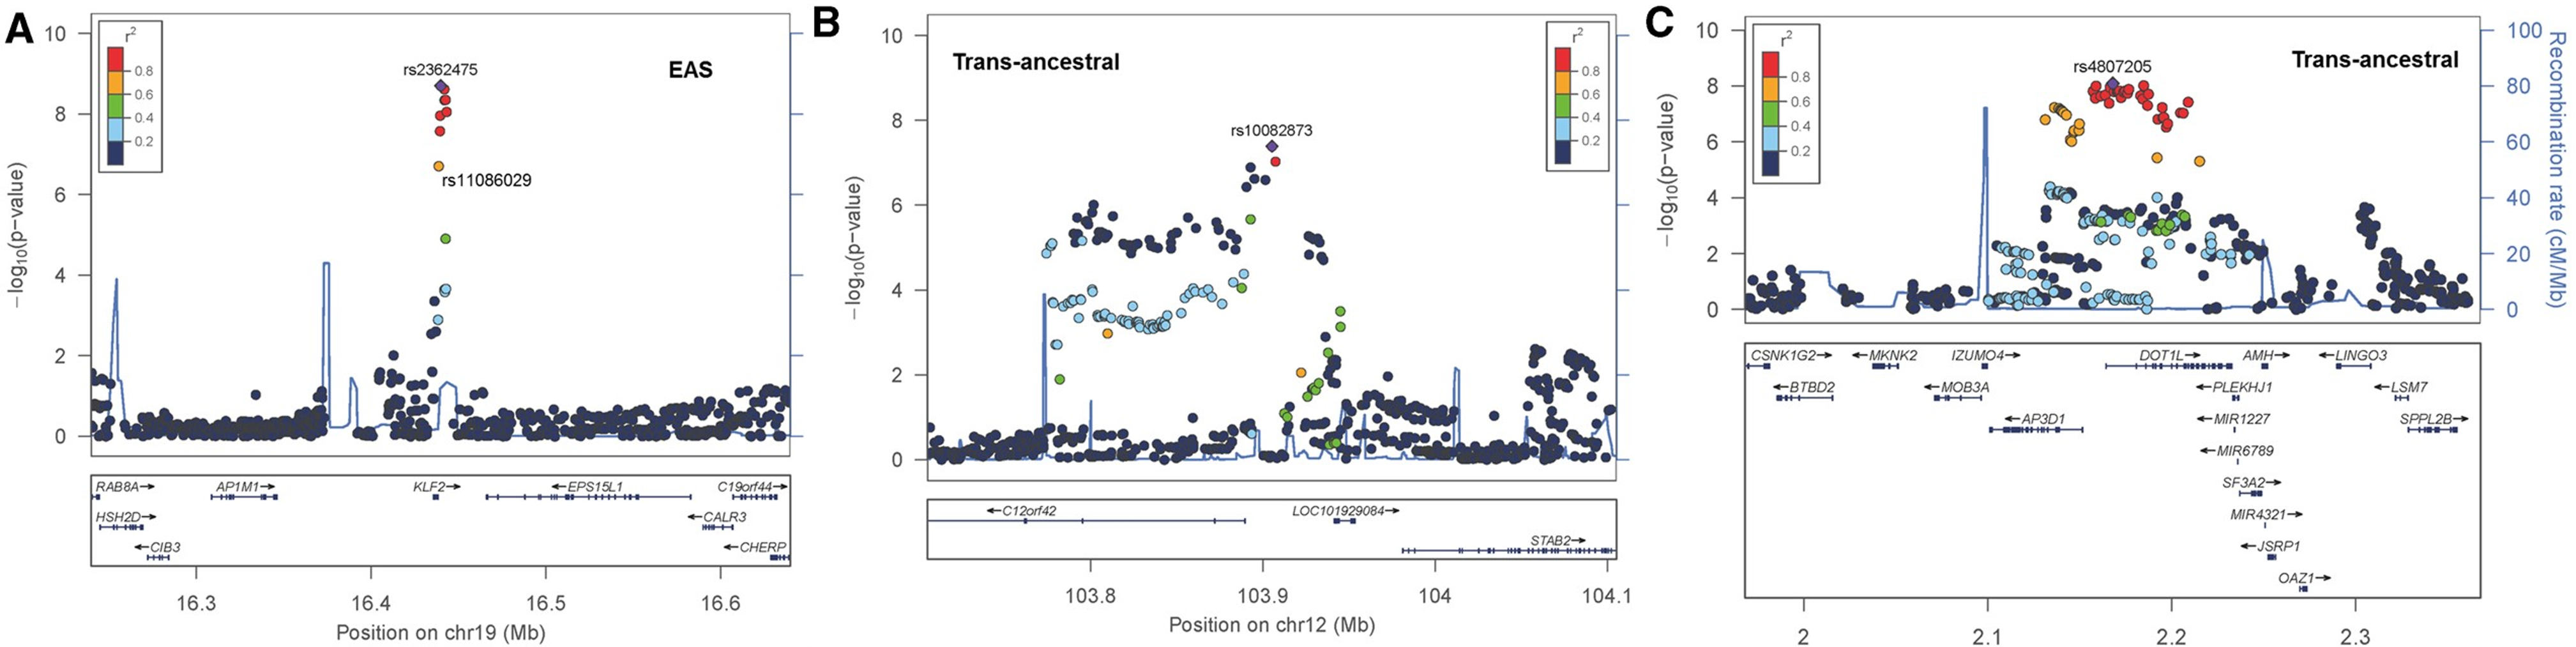 A
EAS
r2
0.8
0.6
0.4
0.2
rs2362475
rs11086029
−log10(p−value)
10
8
6
4
2
0
RAB8A
AP1M1
KLF2
EPS15L1
C19orf44
HSH2D
CALR3
CIB3
CHERP
16.3 16.4 16.5 16.6
Position on chr19 (Mb)
B
Trans-ancestral
r2
0.8
0.6
0.4
0.2
rs10082873
−log10(p−value)
10
8
6
4
2
0
C12orf42
LOC101929084
STAB2
103.8 103.9 104 104.1
Position on chr12 (Mb)
C
Trans-ancestral
r2
0.8
0.6
0.4
0.2
rs4807205
−log10(p−value)
10
8
6
4
2
0
100
80
60
40
20
0
Recombination rate (cM/Mb)
CSNK1G2
MKNK2
IZUMO4
DOT1L
AMH
LINGO3
BTBD2
MOB3A
PLEKHJ1
LSM7
AP3D1
MIR1227
SPPL2B
MIR6789
SF3A2
MIR4321
JSRP1
OAZ1
2 2.1 2.2 2.3